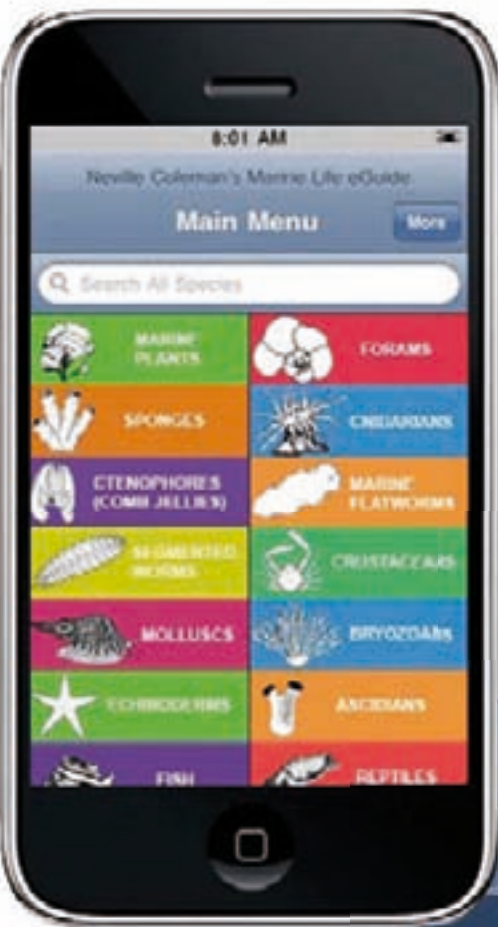 8:01 AM
Neville Coleman's Marine Life eGuide
Main Menu
More
Search All Species
MARINE
PLANTS
FORAMS
SPONGES
CNIDARIANS
CTENOPHORES
(COMB JELLIES)
MARINE
FLATWORMS
SEGMENTED
WORMS
CRUSTACEANS
MOLLUSCS
BRYOZOANS
ECHINODERMS
ASCIDIANS
FISH
REPTILES